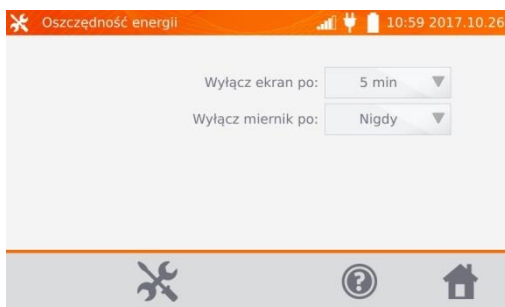 Oszczędność energii 10:59 2017.10.26
Wyłącz ekran po: 5 min
Wyłącz miernik po: Nigdy